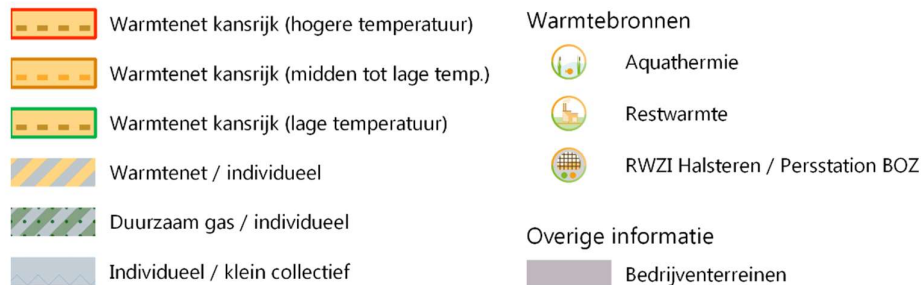 Warmtenet kansrijk (hogere temperatuur)
Warmtenet kansrijk (midden tot lage temp.)
Warmtenet kansrijk (lage temperatuur)
Warmtenet / individueel
Duurzaam gas / individueel
Individueel / klein collectief
Warmtebronnen
Aquathermie
Restwarmte
RWZI Halsteren / Persstation BOZ
Overige informatie
Bedrijventerreinen